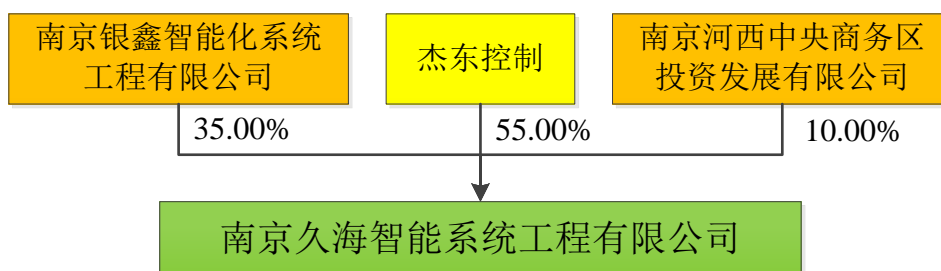 南京银鑫智能化系统
工程有限公司
杰东控制
南京河西中央商务区
投资发展有限公司
35.00%
55.00%
10.00%
南京久海智能系统工程有限公司